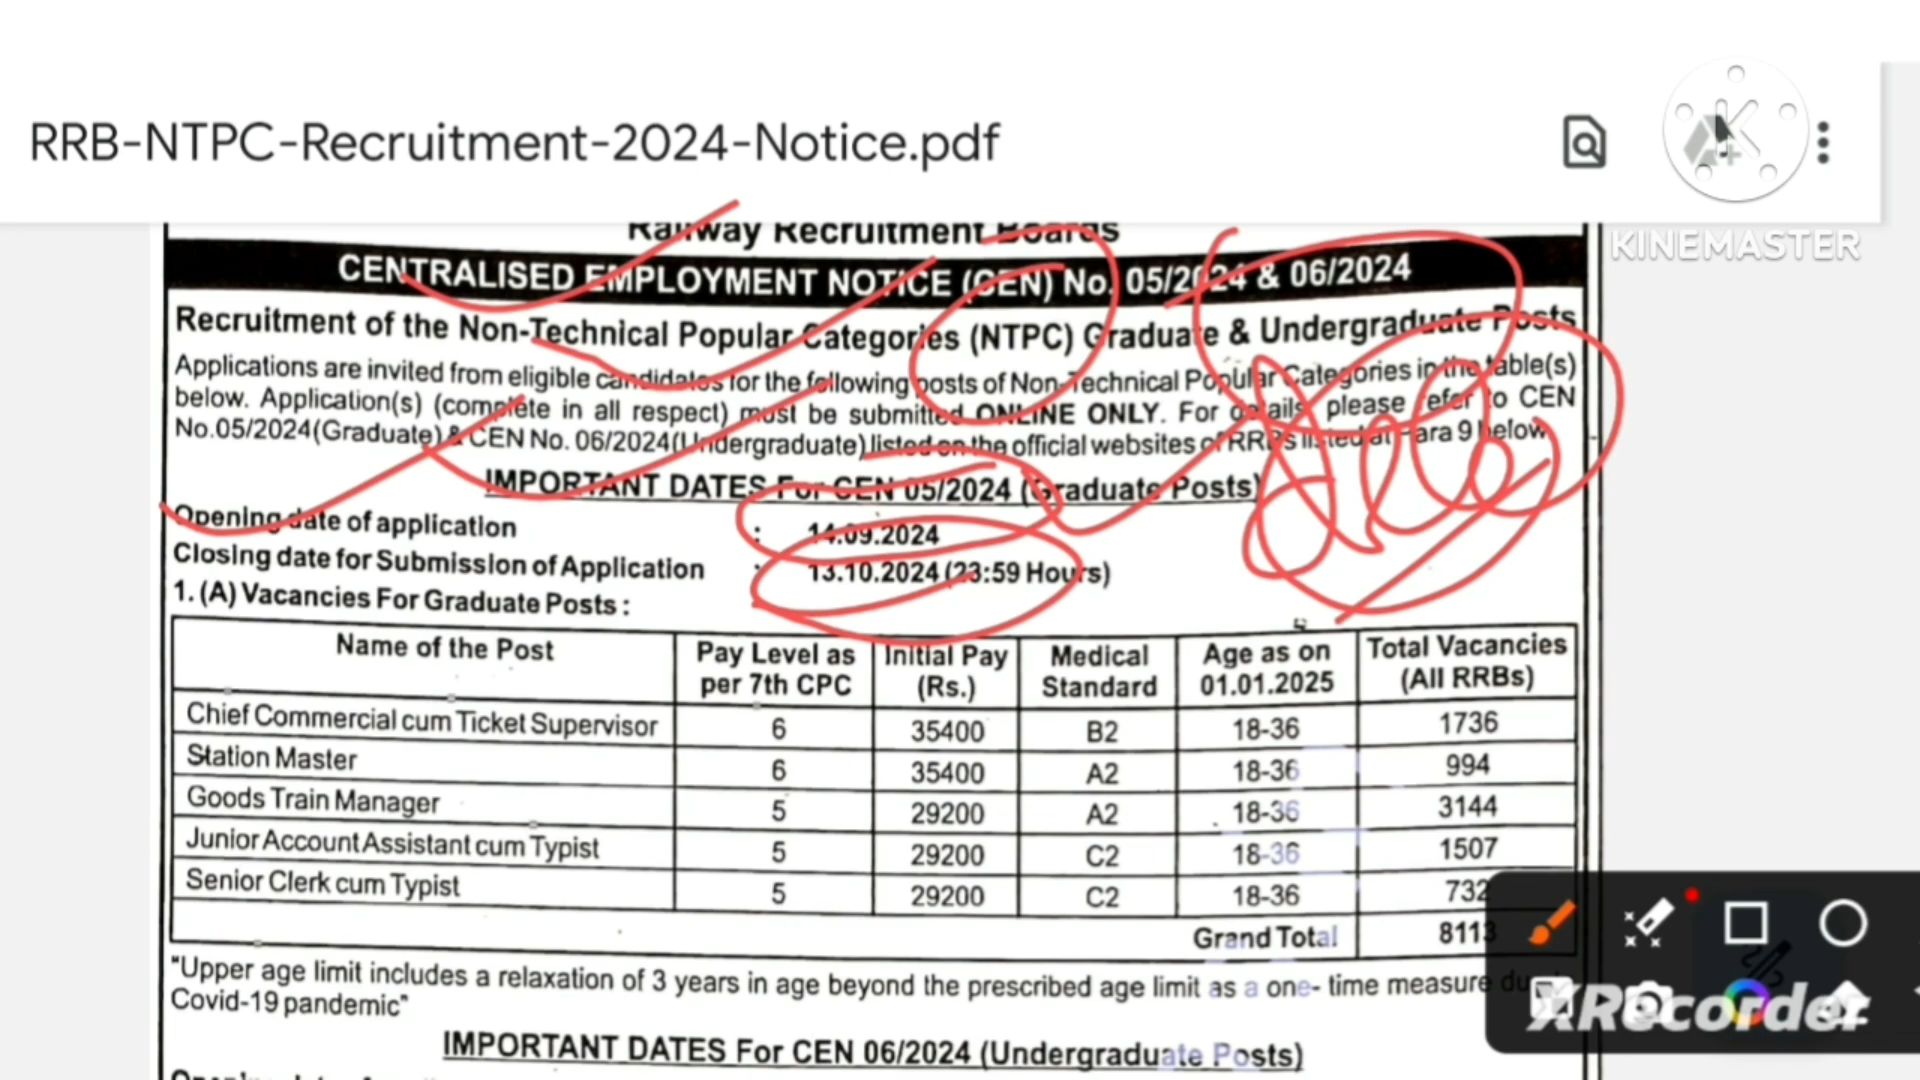 RRB-NTPC-Recruitment-2024-Notice.pdf
KINEMASTER
Railway Recruitment Boards
CENTRALISED EMPLOYMENT NOTICE (CEN) No. 05/2024 & 06/2024
Recruitment of the Non-Technical Popular Categories (NTPC) Graduate & Undergraduate Posts
Applications are invited from eligible candidates for the following posts of Non-Technical Popular Categories in the table(s)
below. Application(s) (complete in all respect) must be submitted ONLINE ONLY. For details, please refer to CEN
No.05/2024(Graduate) & CEN No. 06/2024(Undergraduate) listed on the official websites of RRBs listed at Para 9 below.
IMPORTANT DATES For CEN 05/2024 (Graduate Posts)
Opening date of application : 14.09.2024
Closing date for Submission of Application : 13.10.2024 (23:59 Hours)
1. (A) Vacancies For Graduate Posts :
Name of the Post Pay Level as per 7th CPC Initial Pay (Rs.) Medical Standard Age as on 01.01.2025 Total Vacancies (All RRBs)
Chief Commercial cum Ticket Supervisor 6 35400 B2 18-36 1736
Station Master 6 35400 A2 18-36 994
Goods Train Manager 5 29200 A2 18-36 3144
Junior Account Assistant cum Typist 5 29200 C2 18-36 1507
Senior Clerk cum Typist 5 29200 C2 18-36 732
Grand Total 8113
"Upper age limit includes a relaxation of 3 years in age beyond the prescribed age limit as a one- time measure
Covid-19 pandemic"
IMPORTANT DATES For CEN 06/2024 (Undergraduate Posts)
XRecorder